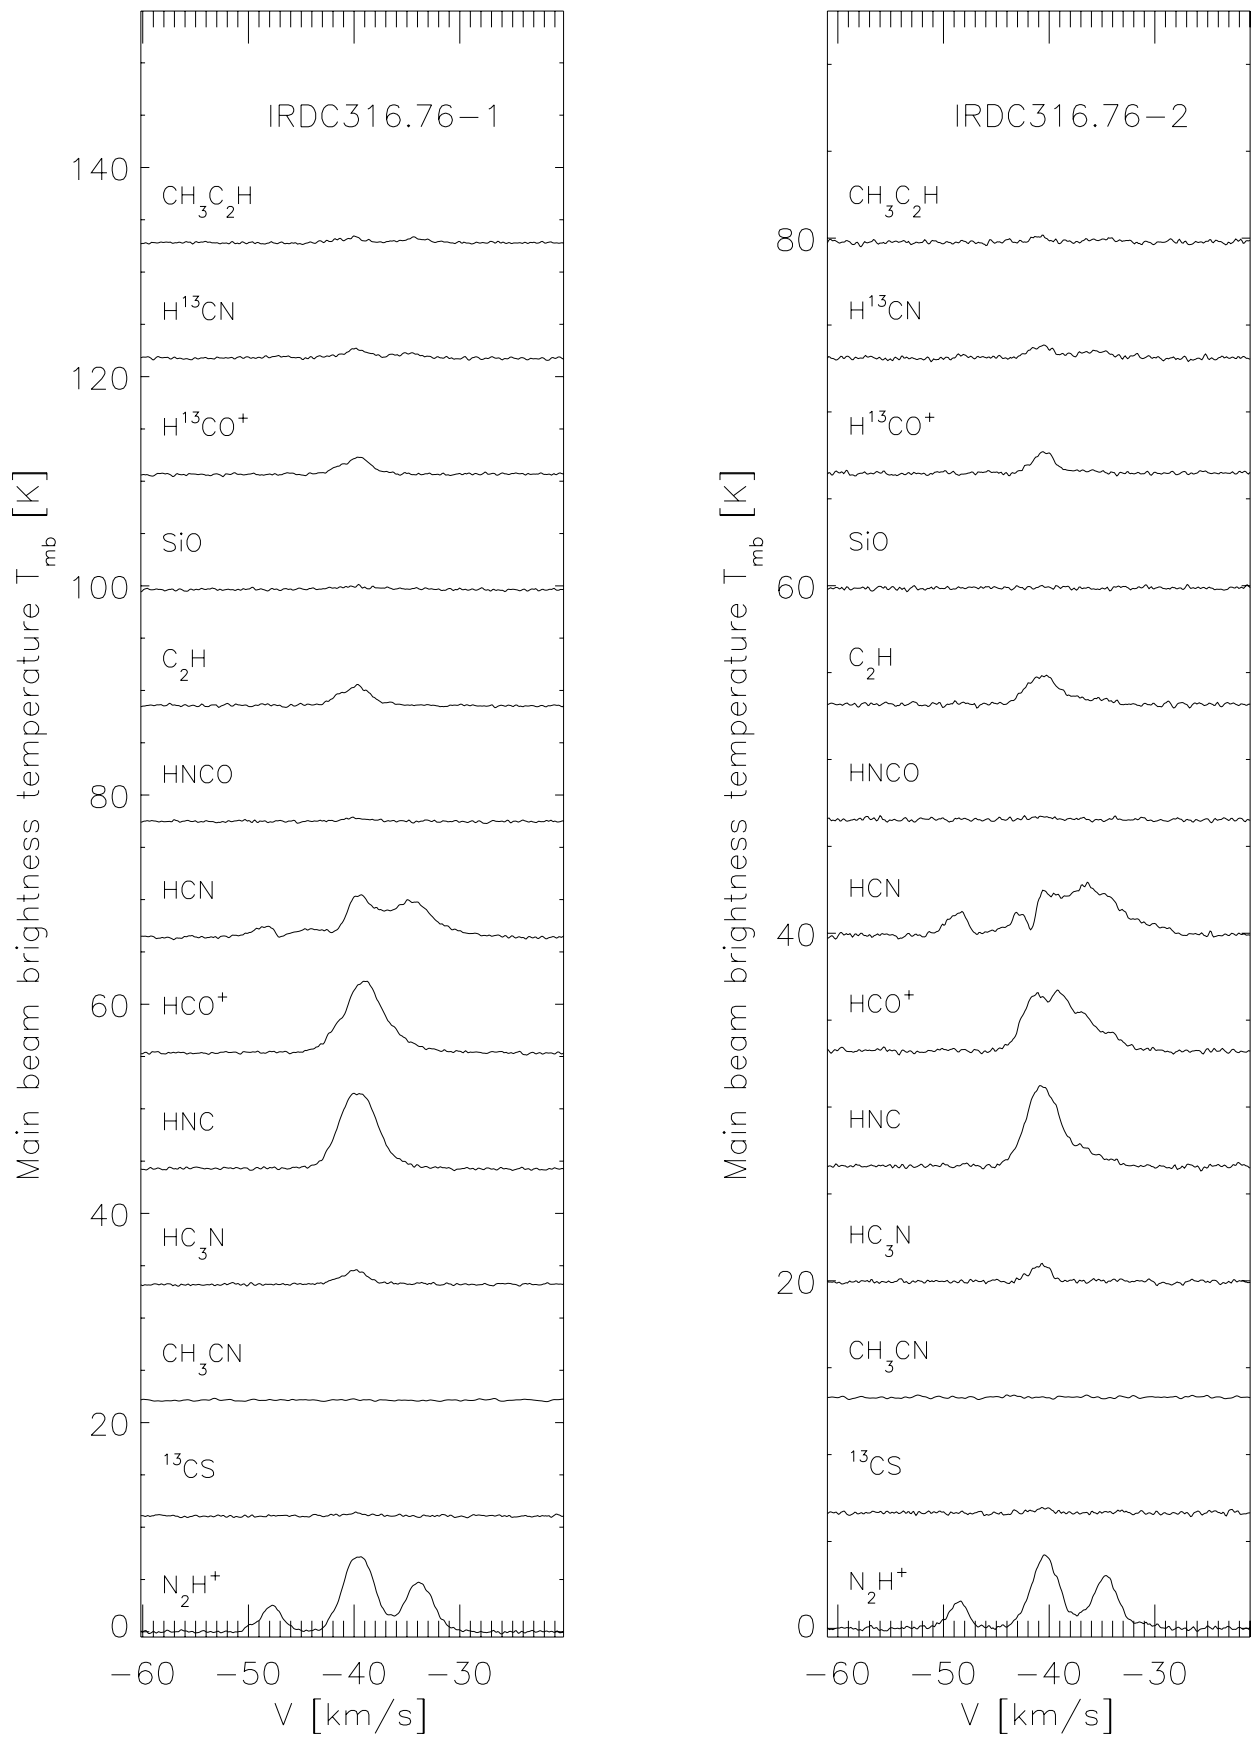 IRDC316.76−1
140
CH₃C₂H
H¹³CN
120
H¹³CO⁺
SiO
100
C₂H
HNCO
80
HCN
HCO⁺
60
HNC
40
HC₃N
CH₃CN
20
¹³CS
N₂H⁺
0
−60 −50 −40 −30
V [km/s]
Main beam brightness temperature Tmb [K]
IRDC316.76−2
CH₃C₂H
80
H¹³CN
H¹³CO⁺
SiO
60
C₂H
HNCO
HCN
40
HCO⁺
HNC
HC₃N
20
CH₃CN
¹³CS
N₂H⁺
0
−60 −50 −40 −30
V [km/s]
Main beam brightness temperature Tmb [K]